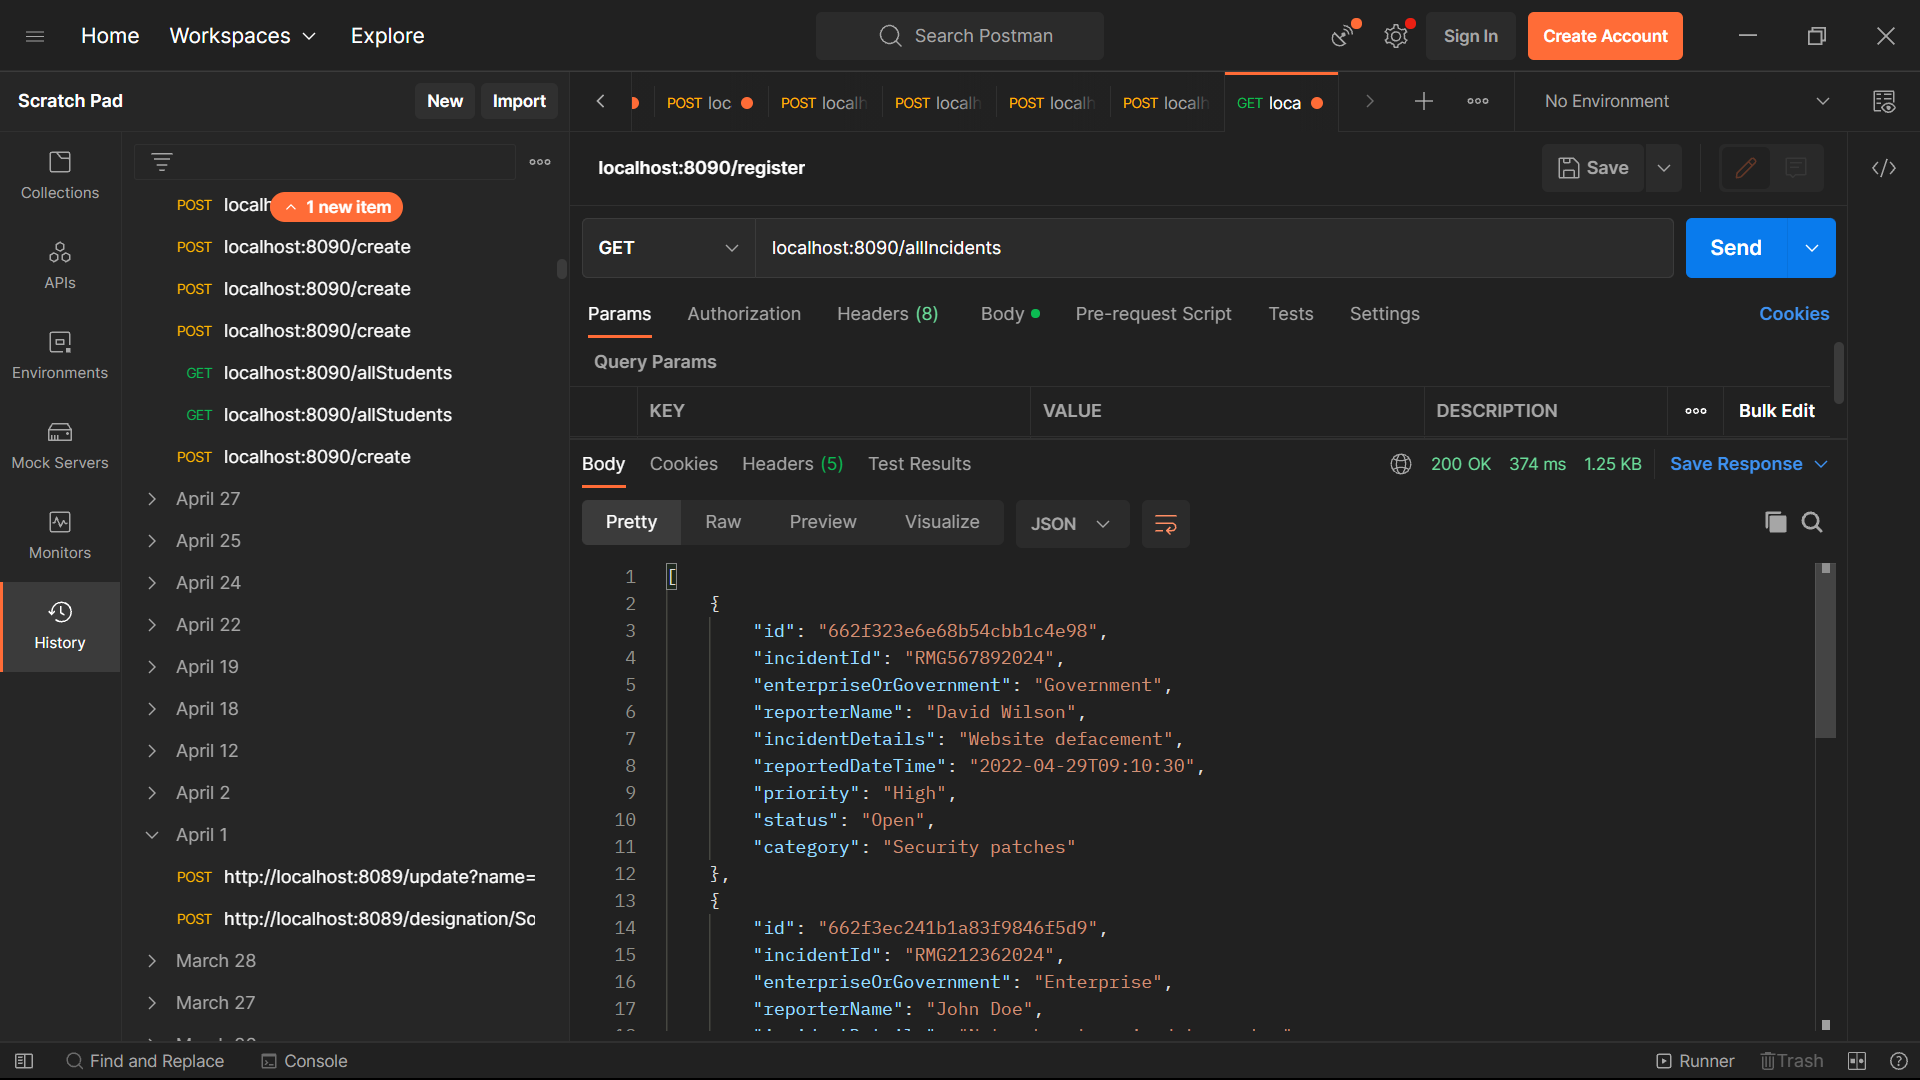 Home Workspaces Explore Search Postman Sign In Create Account
Scratch Pad New Import
POST loc POST localh POST localh POST localh POST localh GET loca No Environment
Collections
APIs
Environments
Mock Servers
Monitors
History
POST localh
1 new item
POST localhost:8090/create
POST localhost:8090/create
POST localhost:8090/create
GET localhost:8090/allStudents
GET localhost:8090/allStudents
POST localhost:8090/create
April 27
April 25
April 24
April 22
April 19
April 18
April 12
April 2
April 1
POST http://localhost:8089/update?name=
POST http://localhost:8089/designation/So
March 28
March 27
localhost:8090/register Save
GET localhost:8090/allIncidents Send
Params Authorization Headers (8) Body Pre-request Script Tests Settings Cookies
Query Params
KEY VALUE DESCRIPTION Bulk Edit
Body Cookies Headers (5) Test Results 200 OK 374 ms 1.25 KB Save Response
Pretty Raw Preview Visualize JSON
1 [
2 {
3 "id": "662f323e6e68b54cbb1c4e98",
4 "incidentId": "RMG567892024",
5 "enterpriseOrGovernment": "Government",
6 "reporterName": "David Wilson",
7 "incidentDetails": "Website defacement",
8 "reportedDateTime": "2022-04-29T09:10:30",
9 "priority": "High",
10 "status": "Open",
11 "category": "Security patches"
12 },
13 {
14 "id": "662f3ec241b1a83f9846f5d9",
15 "incidentId": "RMG212362024",
16 "enterpriseOrGovernment": "Enterprise",
17 "reporterName": "John Doe",
Find and Replace Console Runner Trash